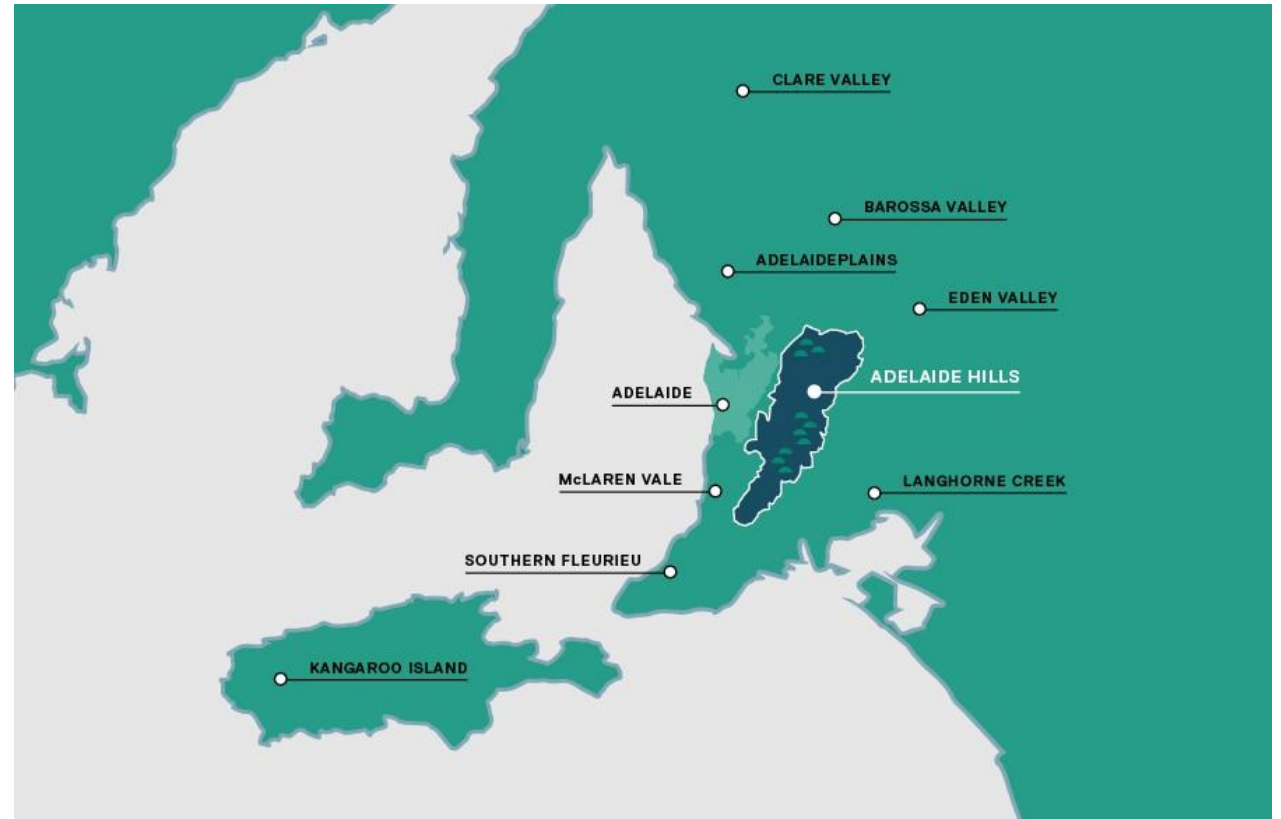 CLARE VALLEY
BAROSSA VALLEY
ADELAIDEPLAINS
EDEN VALLEY
ADELAIDE HILLS
ADELAIDE
McLAREN VALE
LANGHORNE CREEK
SOUTHERN FLEURIEU
KANGAROO ISLAND